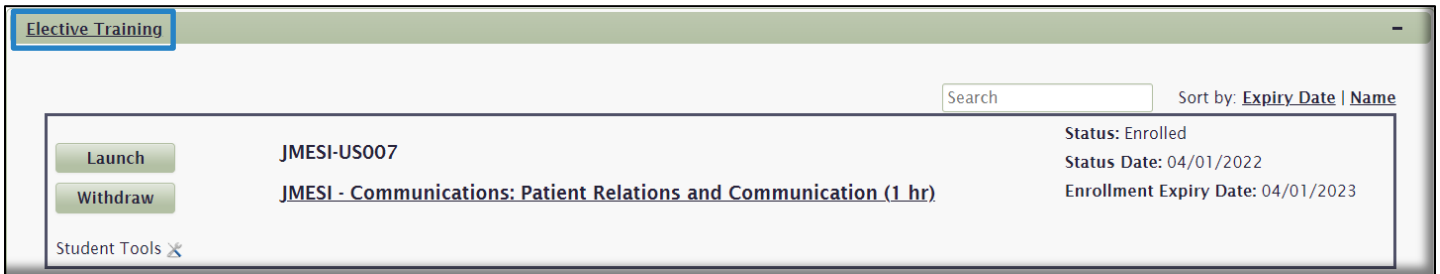 Elective Training
Search
Sort by: Expiry Date | Name
Launch
Withdraw
Student Tools
JMESI-US007
JMESI - Communications: Patient Relations and Communication (1 hr)
Status: Enrolled
Status Date: 04/01/2022
Enrollment Expiry Date: 04/01/2023